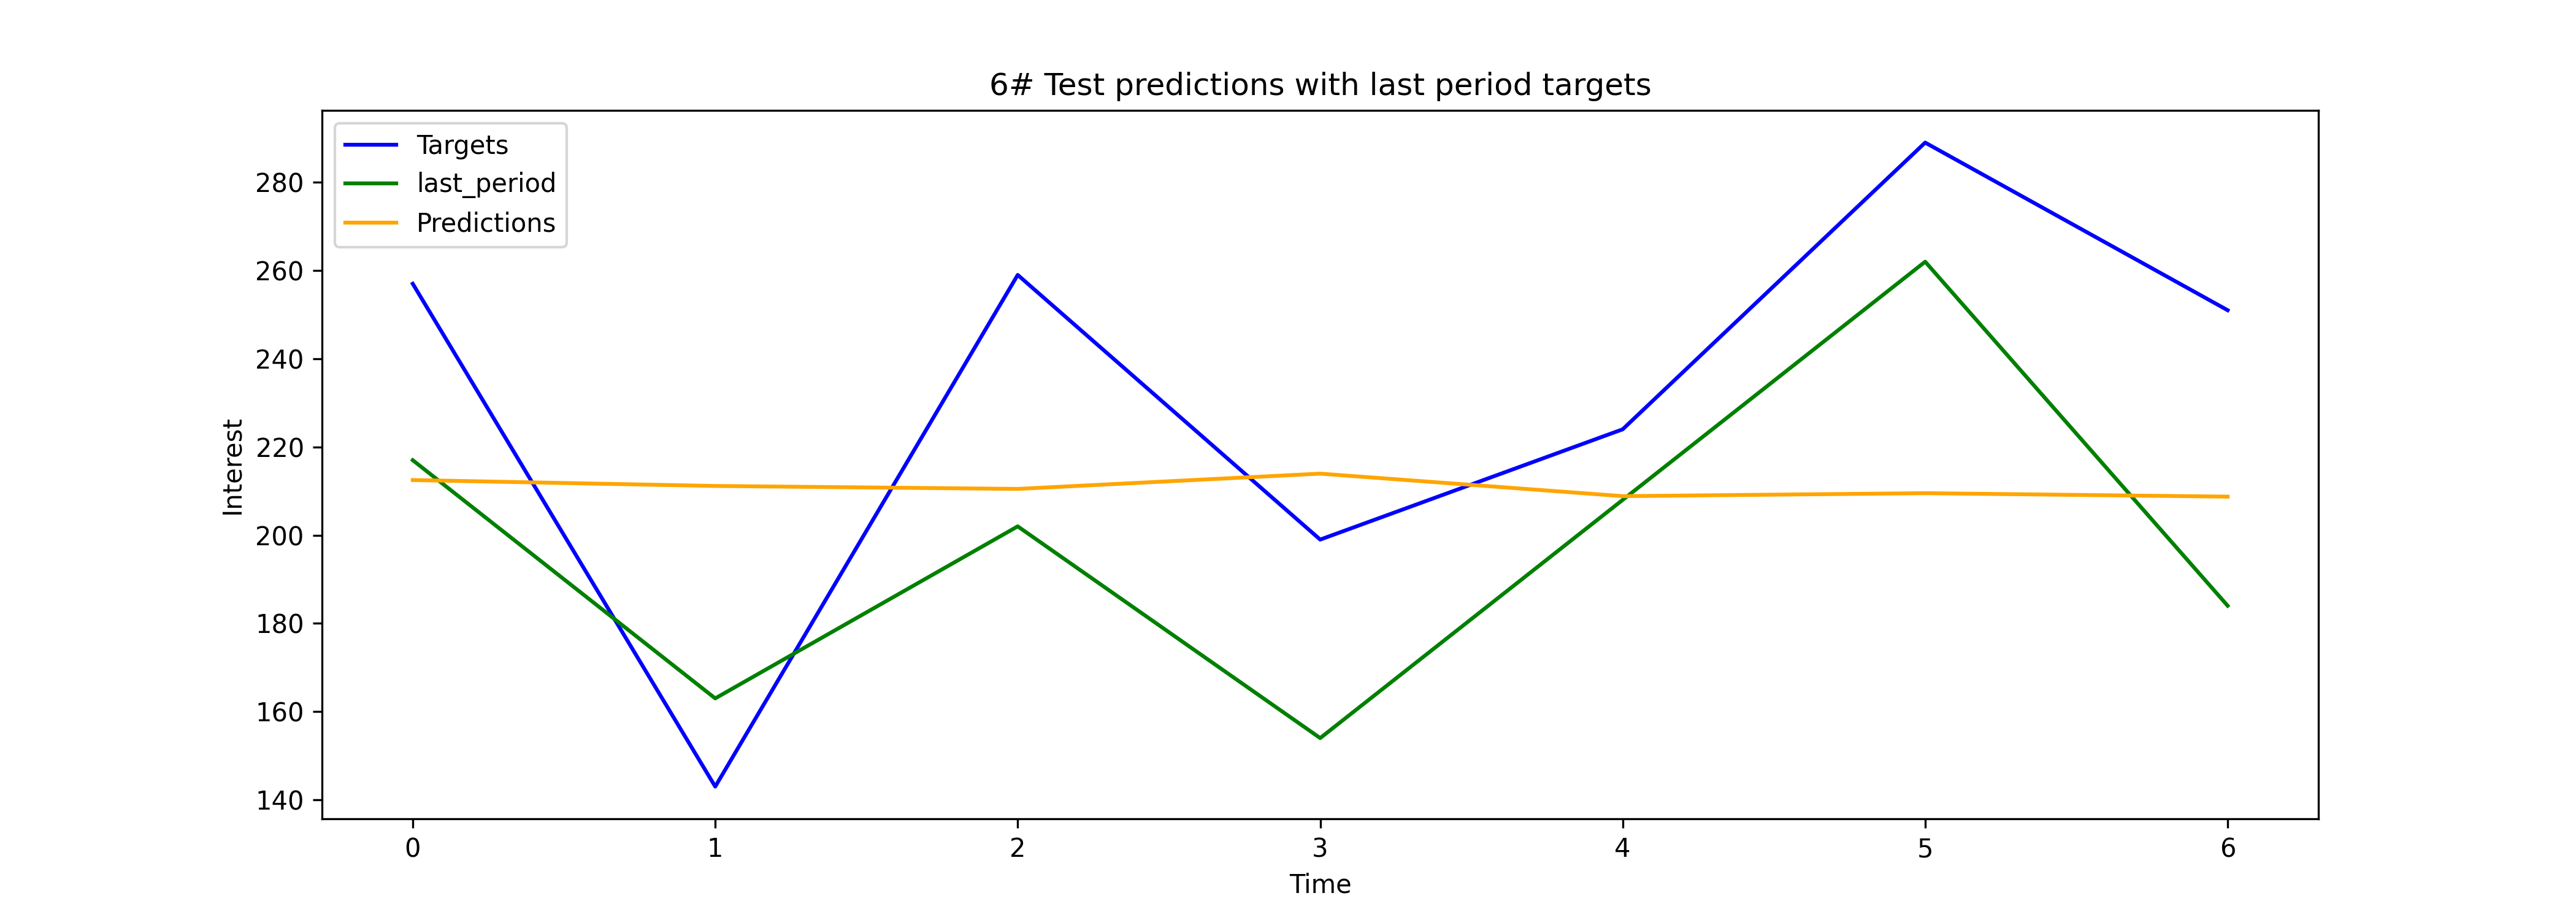 6# Test predictions with last period targets
Targets
last_period
Predictions
280
260
240
220
200
180
160
140
Interest
0 1 2 3 4 5 6
Time